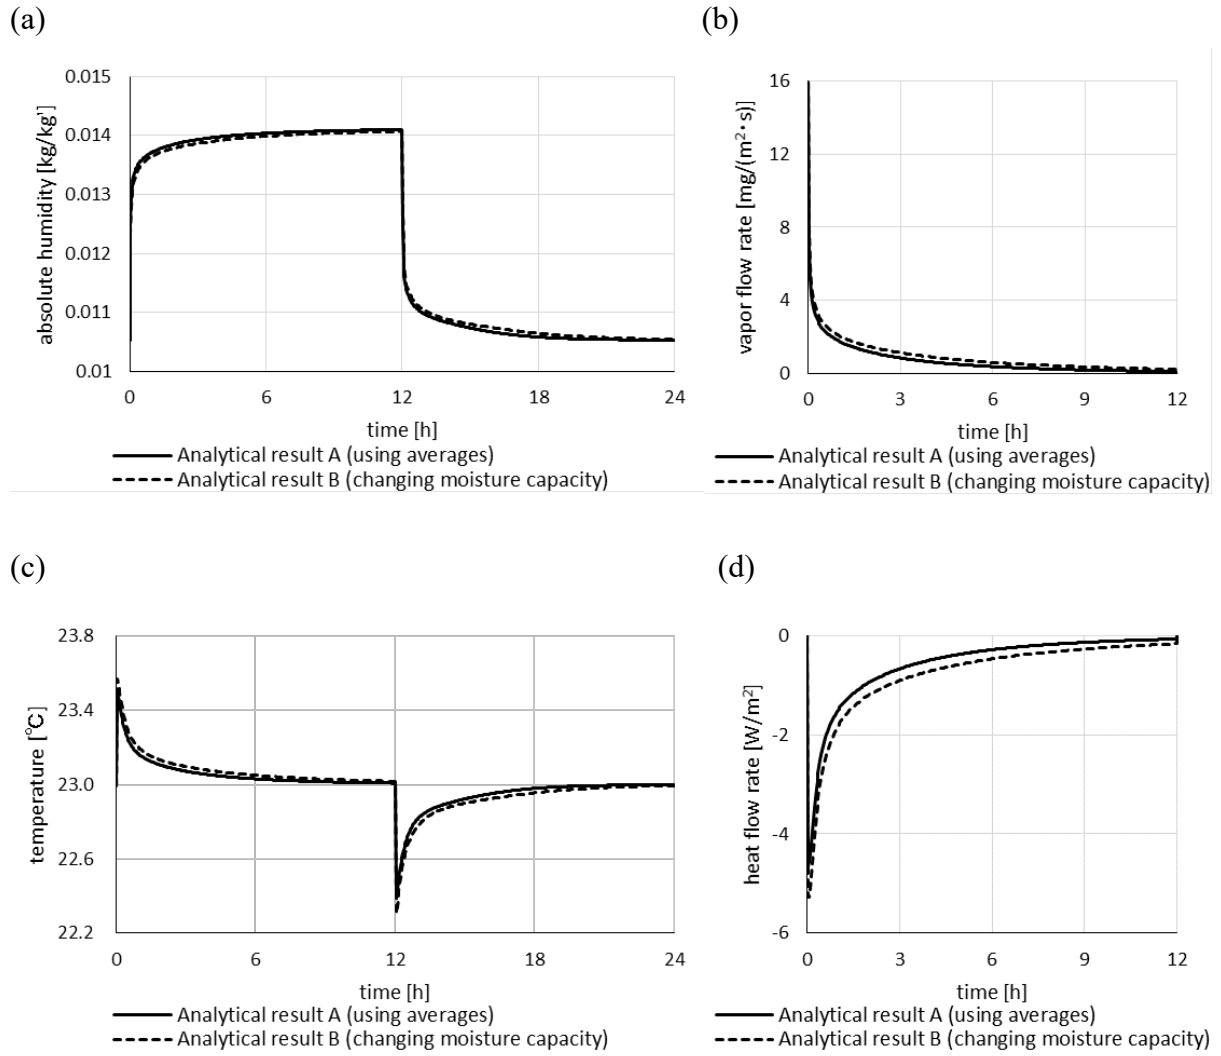 (a)
0.015
0.014
0.013
0.012
0.011
0.01
absolute humidity [kg/kg']
0 6 12 18 24
time [h]
Analytical result A (using averages)
Analytical result B (changing moisture capacity)
(b)
16
12
8
4
0
vapor flow rate [mg/(m²・s)]
0 3 6 9 12
time [h]
Analytical result A (using averages)
Analytical result B (changing moisture capacity)
(c)
23.8
23.4
23.0
22.6
22.2
temperature [℃]
0 6 12 18 24
time [h]
Analytical result A (using averages)
Analytical result B (changing moisture capacity)
(d)
0
-2
-4
-6
heat flow rate [W/m²]
0 3 6 9 12
time [h]
Analytical result A (using averages)
Analytical result B (changing moisture capacity)